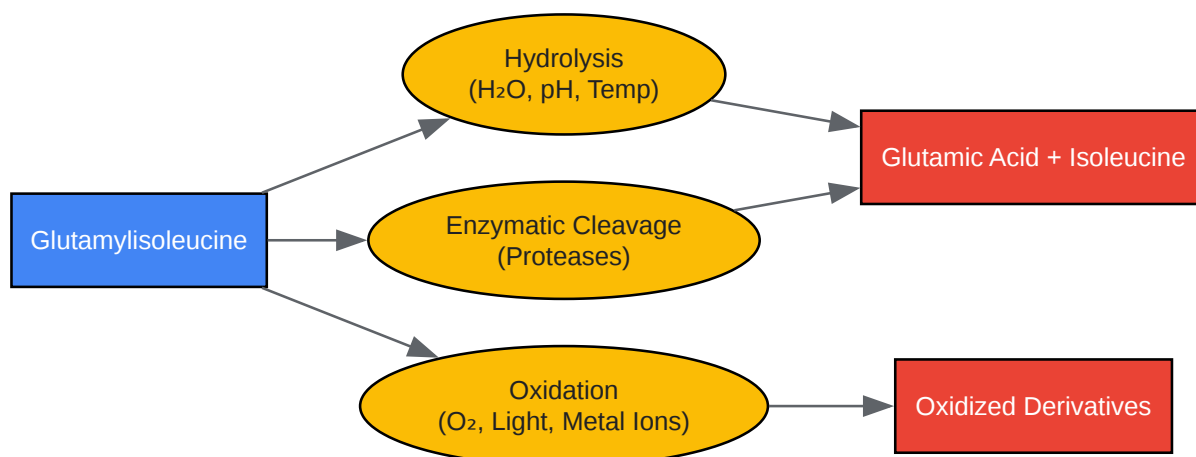 Hydrolysis
(H₂O, pH, Temp)
Glutamic Acid + Isoleucine
Glutamylisoleucine
Enzymatic Cleavage
(Proteases)
Oxidation
(O₂, Light, Metal Ions)
Oxidized Derivatives